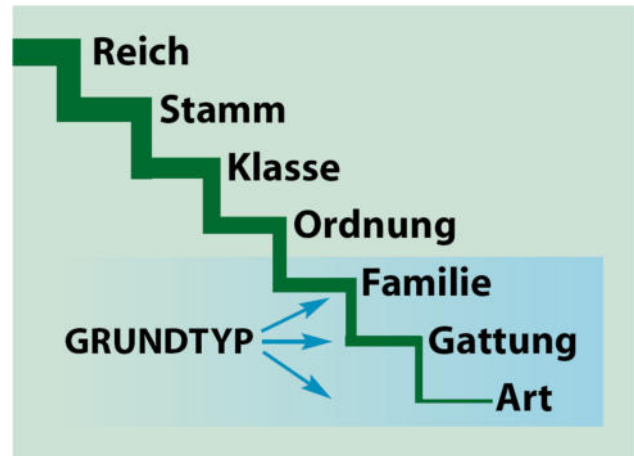 Reich
Stamm
Klasse
Ordnung
Familie
GRUNDTYP
Gattung
Art